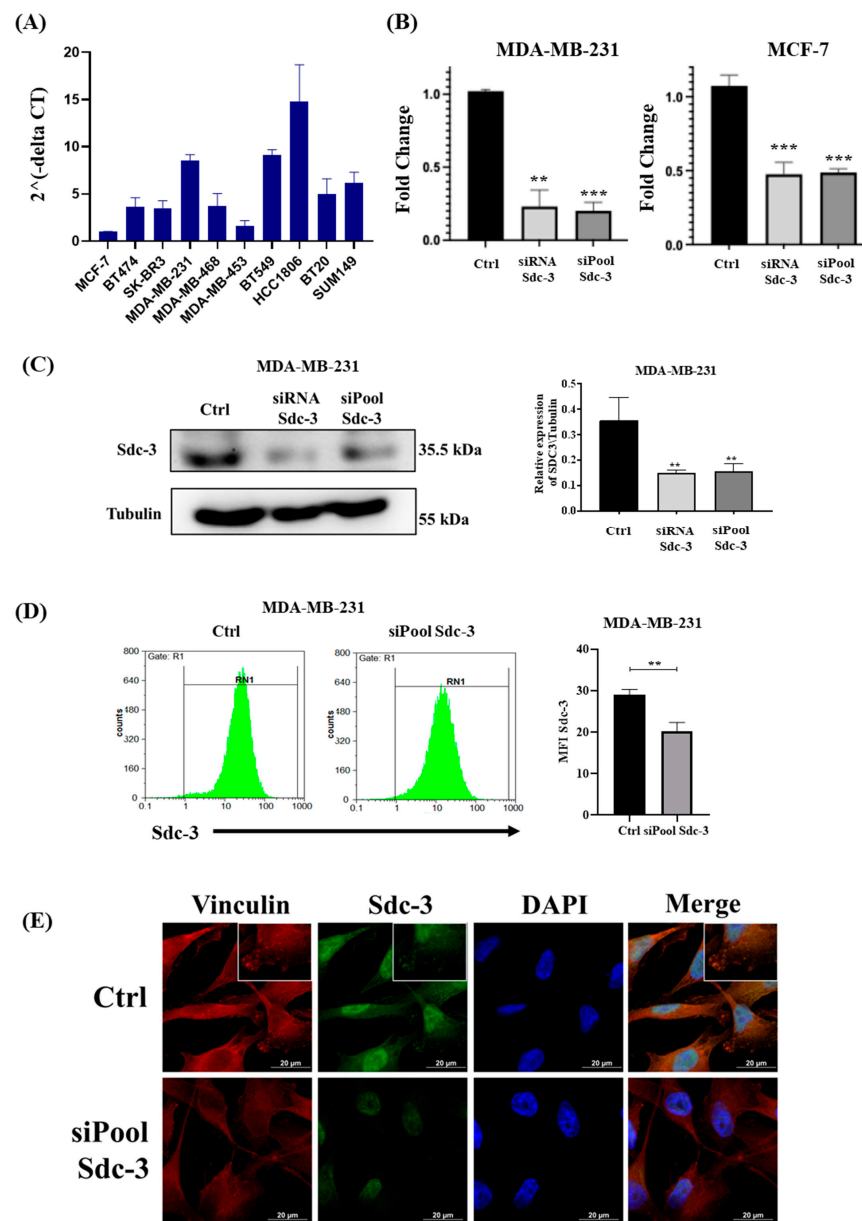 (A)
20
15
10
5
0
2^(-delta CT)
MCF-7
BT474
SK-BR3
MDA-MB-231
MDA-MB-468
MDA-MB-453
BT549
HCC1806
BT20
SUM149
(B)
MDA-MB-231
1.0
0.5
0.0
Fold Change
**
***
Ctrl
siRNA
Sdc-3
siPool
Sdc-3
MCF-7
1.0
0.5
0.0
Fold Change
***
***
Ctrl
siRNA
Sdc-3
siPool
Sdc-3
(C)
MDA-MB-231
Ctrl
siRNA
Sdc-3
siPool
Sdc-3
Sdc-3
35.5 kDa
Tubulin
55 kDa
MDA-MB-231
0.5
0.4
0.3
0.2
0.1
0.0
Relative expression
of SDC3\Tubulin
**
**
Ctrl
siRNA
Sdc-3
siPool
Sdc-3
(D)
MDA-MB-231
Ctrl
Gate: R1
RN1
800
640
480
320
160
0
counts
0.1
1
10
100
1000
siPool Sdc-3
Gate: R1
RN1
800
640
480
320
160
0
counts
0.1
1
10
100
1000
Sdc-3
MDA-MB-231
40
30
20
10
0
MFI Sdc-3
**
Ctrl siPool Sdc-3
(E)
Vinculin
Sdc-3
DAPI
Merge
Ctrl
20 µm
20 µm
20 µm
20 µm
siPool
Sdc-3
20 µm
20 µm
20 µm
20 µm